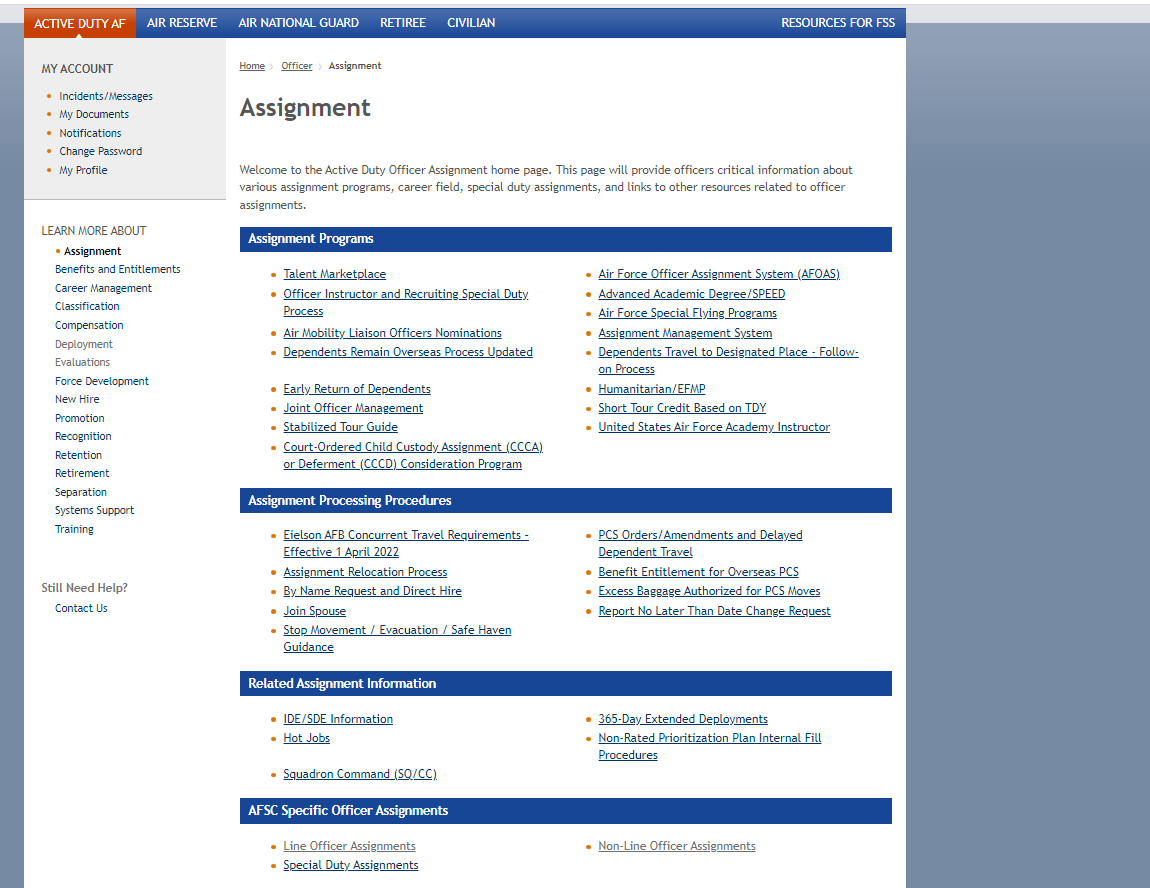 ACTIVE DUTY AF AIR RESERVE AIR NATIONAL GUARD RETIREE CIVILIAN RESOURCES FOR FSS
MY ACCOUNT
Incidents/Messages
My Documents
Notifications
Change Password
My Profile
LEARN MORE ABOUT
Assignment
Benefits and Entitlements
Career Management
Classification
Compensation
Deployment
Evaluations
Force Development
New Hire
Promotion
Recognition
Retention
Retirement
Separation
Systems Support
Training
Still Need Help?
Contact Us
Home Officer Assignment
Assignment
Welcome to the Active Duty Officer Assignment home page. This page will provide officers critical information about
various assignment programs, career field, special duty assignments, and links to other resources related to officer
assignments.
Assignment Programs
Talent Marketplace
Air Force Officer Assignment System (AFOAS)
Officer Instructor and Recruiting Special Duty
Process
Advanced Academic Degree/SPEED
Air Force Special Flying Programs
Air Mobility Liaison Officers Nominations
Assignment Management System
Dependents Remain Overseas Process Updated
Dependents Travel to Designated Place - Follow-
on Process
Early Return of Dependents
Humanitarian/EFMP
Joint Officer Management
Short Tour Credit Based on TDY
Stabilized Tour Guide
United States Air Force Academy Instructor
Court-Ordered Child Custody Assignment (CCCA)
or Deferment (CCCD) Consideration Program
Assignment Processing Procedures
Eielson AFB Concurrent Travel Requirements -
Effective 1 April 2022
PCS Orders/Amendments and Delayed
Dependent Travel
Assignment Relocation Process
Benefit Entitlement for Overseas PCS
By Name Request and Direct Hire
Excess Baggage Authorized for PCS Moves
Join Spouse
Report No Later Than Date Change Request
Stop Movement / Evacuation / Safe Haven
Guidance
Related Assignment Information
IDE/SDE Information
365-Day Extended Deployments
Hot Jobs
Non-Rated Prioritization Plan Internal Fill
Procedures
Squadron Command (SQ/CC)
AFSC Specific Officer Assignments
Line Officer Assignments
Non-Line Officer Assignments
Special Duty Assignments